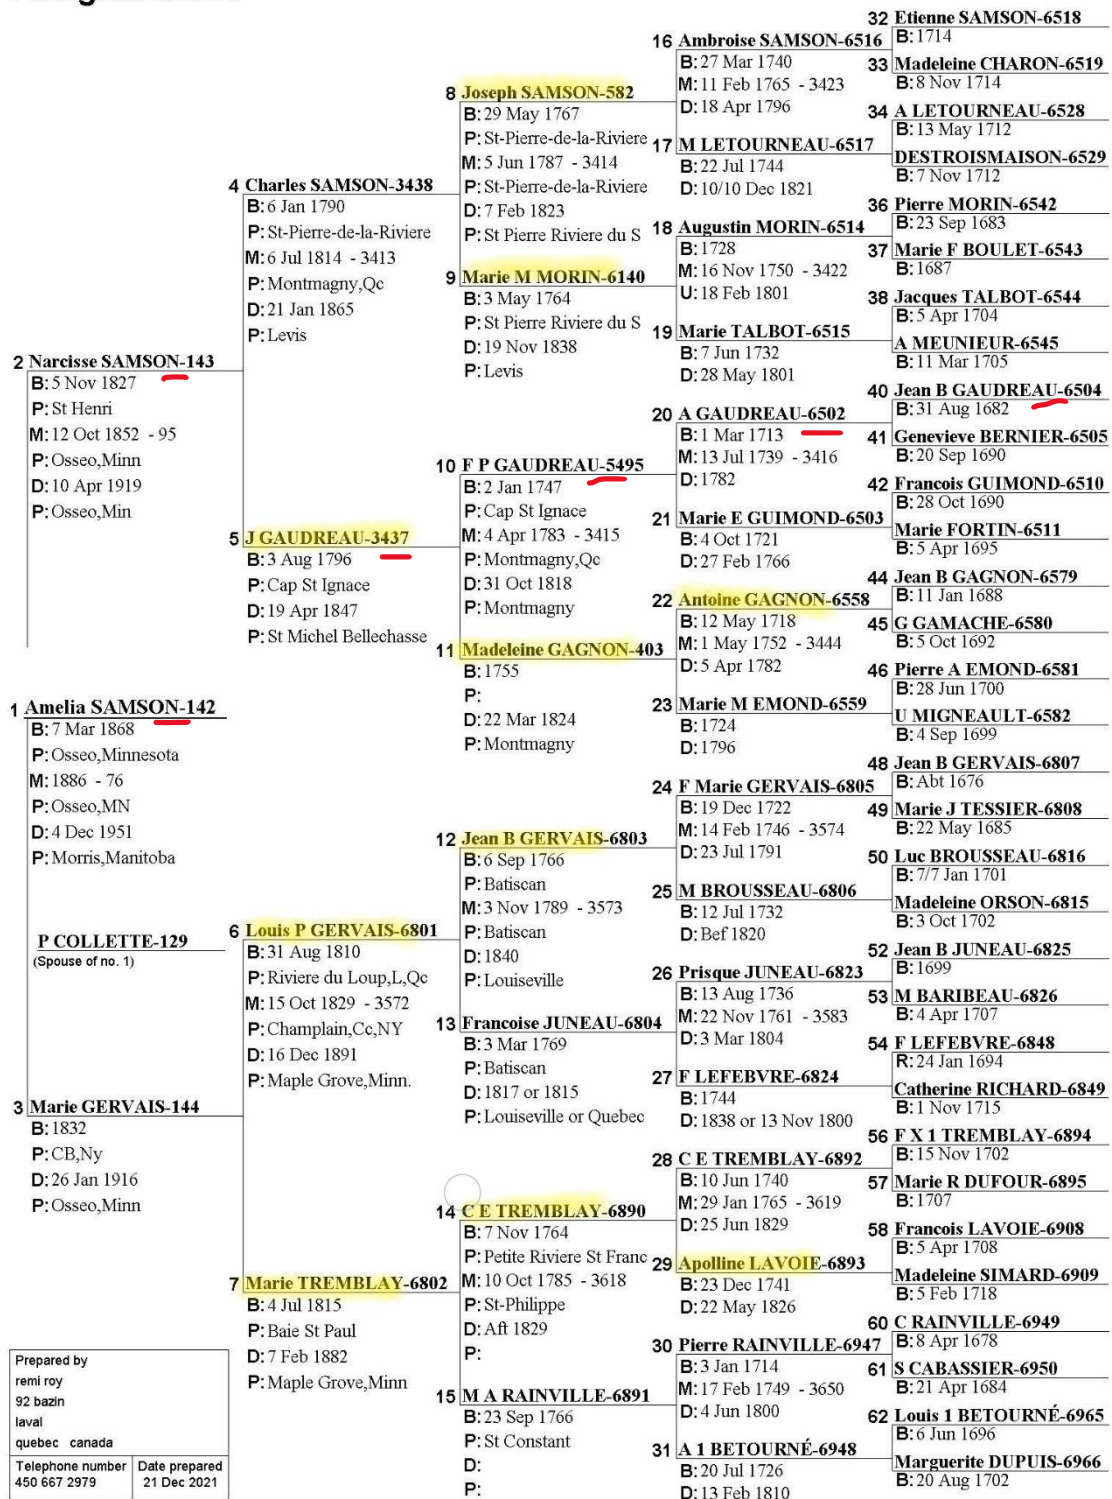 1 Amelia SAMSON-142
B: 7 Mar 1868
P: Osseo,Minnesota
M: 1886 - 76
P: Osseo,MN
D: 4 Dec 1951
P: Morris,Manitoba
P COLLETTE-129
(Spouse of no. 1)
2 Narcisse SAMSON-143
B: 5 Nov 1827
P: St Henri
M: 12 Oct 1852 - 95
P: Osseo,Minn
D: 10 Apr 1919
P: Osseo,Min
3 Marie GERVAIS-144
B: 1832
P: CB,Ny
D: 26 Jan 1916
P: Osseo,Minn
4 Charles SAMSON-3438
B: 6 Jan 1790
P: St-Pierre-de-la-Riviere
M: 6 Jul 1814 - 3413
P: Montmagny,Qc
D: 21 Jan 1865
P: Levis
5 J GAUDREAU-3437
B: 3 Aug 1796
P: Cap St Ignace
D: 19 Apr 1847
P: St Michel Bellechasse
6 Louis P GERVAIS-6801
B: 31 Aug 1810
P: Riviere du Loup,L,Qc
M: 15 Oct 1829 - 3572
P: Champlain,Cc,NY
D: 16 Dec 1891
P: Maple Grove,Minn.
7 Marie TREMBLAY-6802
B: 4 Jul 1815
P: Baie St Paul
D: 7 Feb 1882
P: Maple Grove,Minn
8 Joseph SAMSON-582
B: 29 May 1767
P: St-Pierre-de-la-Riviere
M: 5 Jun 1787 - 3414
P: St-Pierre-de-la-Riviere
D: 7 Feb 1823
P: St Pierre Riviere du S
9 Marie M MORIN-6140
B: 3 May 1764
P: St Pierre Riviere du S
D: 19 Nov 1838
P: Levis
10 F P GAUDREAU-5495
B: 2 Jan 1747
P: Cap St Ignace
M: 4 Apr 1783 - 3415
P: Montmagny,Qc
D: 31 Oct 1818
P: Montmagny
11 Madeleine GAGNON-403
B: 1755
P:
D: 22 Mar 1824
P: Montmagny
12 Jean B GERVAIS-6803
B: 6 Sep 1766
P: Batiscan
M: 3 Nov 1789 - 3573
P: Batiscan
D: 1840
P: Louiseville
13 Francoise JUNEAU-6804
B: 3 Mar 1769
P: Batiscan
D: 1817 or 1815
P: Louiseville or Quebec
14 C E TREMBLAY-6890
B: 7 Nov 1764
P: Petite Riviere St Franc
M: 10 Oct 1785 - 3618
P: St-Philippe
D: Aft 1829
P:
15 M A RAINVILLE-6891
B: 23 Sep 1766
P: St Constant
D:
P:
16 Ambroise SAMSON-6516
B: 27 Mar 1740
M: 11 Feb 1765 - 3423
D: 18 Apr 1796
17 M LETOURNEAU-6517
B: 22 Jul 1744
D: 10/10 Dec 1821
18 Augustin MORIN-6514
B: 1728
M: 16 Nov 1750 - 3422
U: 18 Feb 1801
19 Marie TALBOT-6515
B: 7 Jun 1732
D: 28 May 1801
20 A GAUDREAU-6502
B: 1 Mar 1713
M: 13 Jul 1739 - 3416
D: 1782
21 Marie E GUIMOND-6503
B: 4 Oct 1721
D: 27 Feb 1766
22 Antoine GAGNON-6558
B: 12 May 1718
M: 1 May 1752 - 3444
D: 5 Apr 1782
23 Marie M EMOND-6559
B: 1724
D: 1796
24 F Marie GERVAIS-6805
B: 19 Dec 1722
M: 14 Feb 1746 - 3574
D: 23 Jul 1791
25 M BROUSSEAU-6806
B: 12 Jul 1732
D: Bef 1820
26 Prisque JUNEAU-6823
B: 13 Aug 1736
M: 22 Nov 1761 - 3583
D: 3 Mar 1804
27 F LEFEBVRE-6824
B: 1744
D: 1838 or 13 Nov 1800
28 C E TREMBLAY-6892
B: 10 Jun 1740
M: 29 Jan 1765 - 3619
D: 25 Jun 1829
29 Apolline LAVOIE-6893
B: 23 Dec 1741
D: 22 May 1826
30 Pierre RAINVILLE-6947
B: 3 Jan 1714
M: 17 Feb 1749 - 3650
D: 4 Jun 1800
31 A 1 BETOURNÉ-6948
B: 20 Jul 1726
D: 13 Feb 1810
32 Etienne SAMSON-6518
B: 1714
33 Madeleine CHARON-6519
B: 8 Nov 1714
34 A LETOURNEAU-6528
B: 13 May 1712
DESTROISMAISON-6529
B: 7 Nov 1712
36 Pierre MORIN-6542
B: 23 Sep 1683
37 Marie F BOULET-6543
B: 1687
38 Jacques TALBOT-6544
B: 5 Apr 1704
A MEUNIEUR-6545
B: 11 Mar 1705
40 Jean B GAUDREAU-6504
B: 31 Aug 1682
41 Genevieve BERNIER-6505
B: 20 Sep 1690
42 Francois GUIMOND-6510
B: 28 Oct 1690
Marie FORTIN-6511
B: 5 Apr 1695
44 Jean B GAGNON-6579
B: 11 Jan 1688
45 G GAMACHE-6580
B: 5 Oct 1692
46 Pierre A EMOND-6581
B: 28 Jun 1700
U MIGNEAULT-6582
B: 4 Sep 1699
48 Jean B GERVAIS-6807
B: Abt 1676
49 Marie J TESSIER-6808
B: 22 May 1685
50 Luc BROUSSEAU-6816
B: 7/7 Jan 1701
Madeleine ORSON-6815
B: 3 Oct 1702
52 Jean B JUNEAU-6825
B: 1699
53 M BARIBEAU-6826
B: 4 Apr 1707
54 F LEFEBVRE-6848
R: 24 Jan 1694
Catherine RICHARD-6849
B: 1 Nov 1715
56 F X 1 TREMBLAY-6894
B: 15 Nov 1702
57 Marie R DUFOUR-6895
B: 1707
58 Francois LAVOIE-6908
B: 5 Apr 1708
Madeleine SIMARD-6909
B: 5 Feb 1718
60 C RAINVILLE-6949
B: 8 Apr 1678
61 S CABASSIER-6950
B: 21 Apr 1684
62 Louis 1 BETOURNÉ-6965
B: 6 Jun 1696
Marguerite DUPUIS-6966
B: 20 Aug 1702
Prepared by
remi roy
92 bazin
laval
quebec canada
Telephone number
450 667 2979
Date prepared
21 Dec 2021